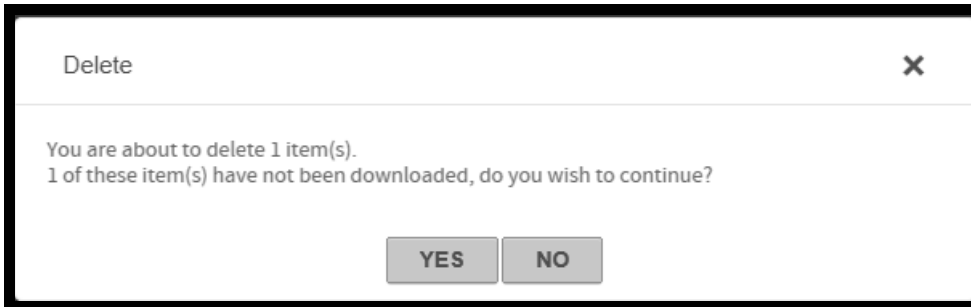 Delete
You are about to delete 1 item(s).
1 of these item(s) have not been downloaded, do you wish to continue?
YES NO